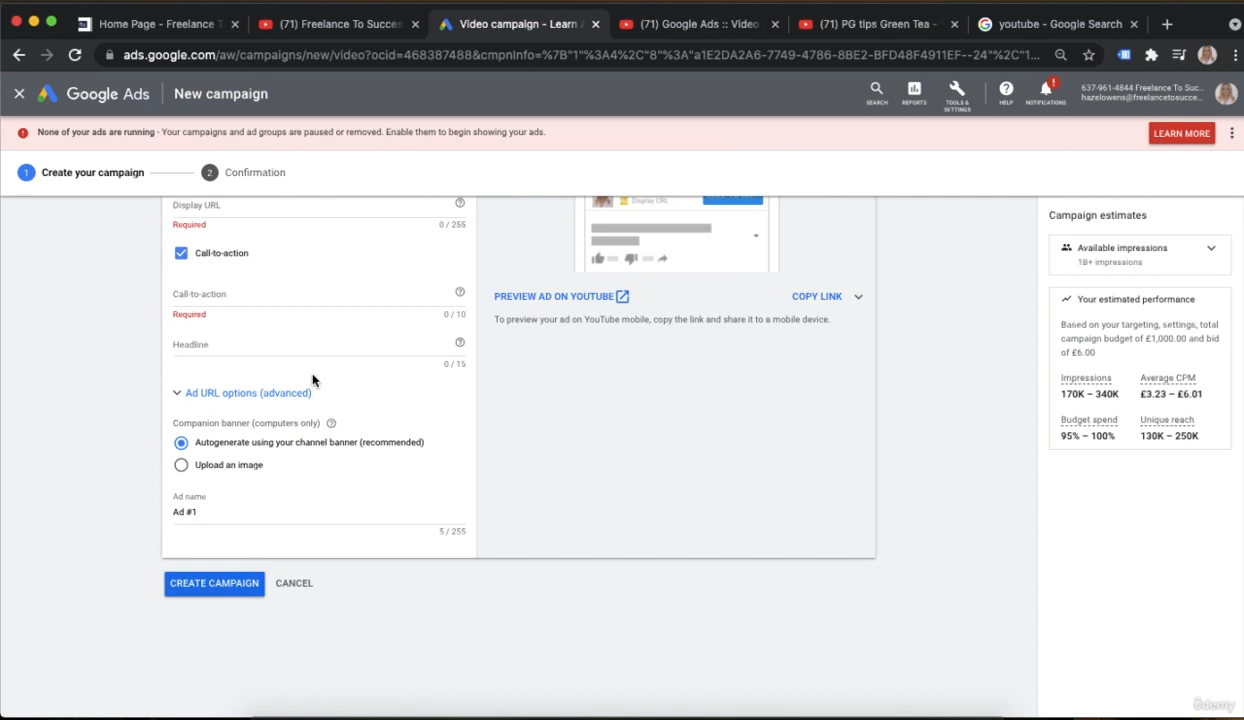 Home Page - Freelance T
(71) Freelance To Succes
Video campaign - Learn A
(71) Google Ads :: Video
(71) PG tips Green Tea -
youtube - Google Search
ads.google.com/aw/campaigns/new/video?ocid=468387488&cmpnInfo=%7B"1"%3A4%2C"8"%3A"a1E2DA2A6-7749-4786-8BE2-BFD48F4911EF--24"%2C"1...
Google Ads
New campaign
SEARCH
REPORTS
TOOLS &
SETTINGS
HELP
NOTIFICATIONS
637-961-4844 Freelance To Suc...
hazelowens@freelancetosucce...
None of your ads are running - Your campaigns and ad groups are paused or removed. Enable them to begin showing your ads.
LEARN MORE
1 Create your campaign
2 Confirmation
Display URL
Required
0 / 255
Call-to-action
Call-to-action
Required
0 / 10
Headline
0 / 15
Ad URL options (advanced)
Companion banner (computers only)
Autogenerate using your channel banner (recommended)
Upload an image
Ad name
Ad #1
5 / 255
CREATE CAMPAIGN
CANCEL
Display URL
PREVIEW AD ON YOUTUBE
COPY LINK
To preview your ad on YouTube mobile, copy the link and share it to a mobile device.
Campaign estimates
Available impressions
1B+ impressions
Your estimated performance
Based on your targeting, settings, total
campaign budget of £1,000.00 and bid
of £6.00
Impressions
Average CPM
170K – 340K
£3.23 – £6.01
Budget spend
Unique reach
95% – 100%
130K – 250K
ûdemy